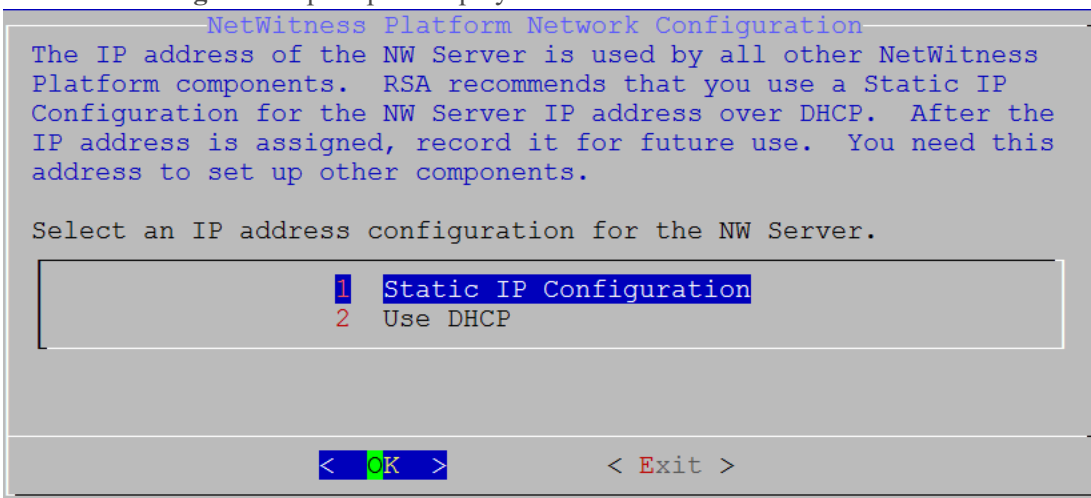 NetWitness Platform Network Configuration
The IP address of the NW Server is used by all other NetWitness
Platform components.  RSA recommends that you use a Static IP
Configuration for the NW Server IP address over DHCP.  After the
IP address is assigned, record it for future use.  You need this
address to set up other components.
Select an IP address configuration for the NW Server.
1 Static IP Configuration
2 Use DHCP
< OK > < Exit >